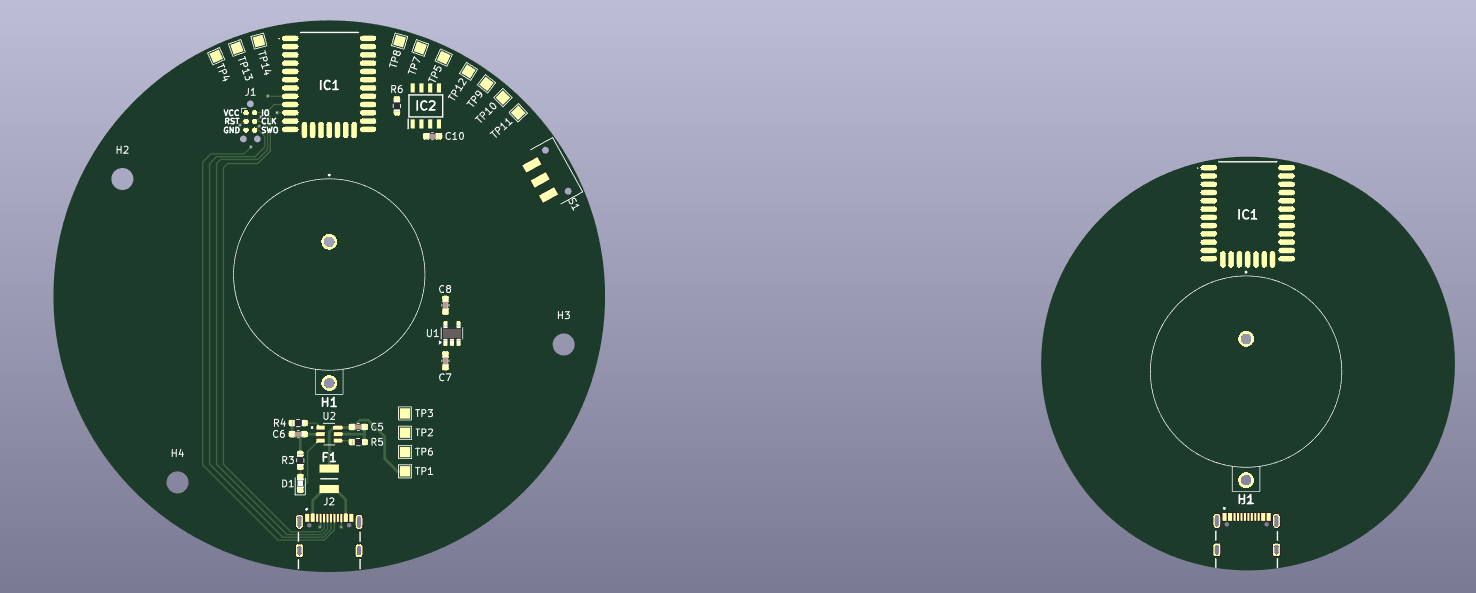 TP4
TP13
TP14
J1
VCC IO
RST CLK
GND SWO
IC1
TP8
TP7
TP5
TP12
TP9
TP10
TP11
R6
IC2
C10
S1
H2
C8
U1
C7
H3
H1
U2
R4
C6
C5
R5
TP3
TP2
TP6
TP1
R3
F1
D1
J2
H4
IC1
H1